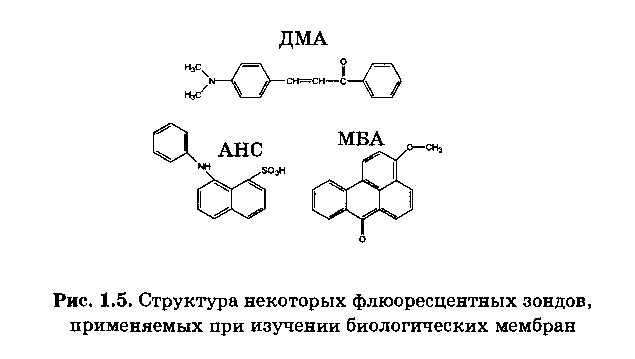 ДМА
H₃C
H₃C
N
CH
CH
C
O
АНС
NH
SO₃H
МБА
O
CH₃
O
Рис. 1.5. Структура некоторых флюоресцентных зондов,
применяемых при изучении биологических мембран